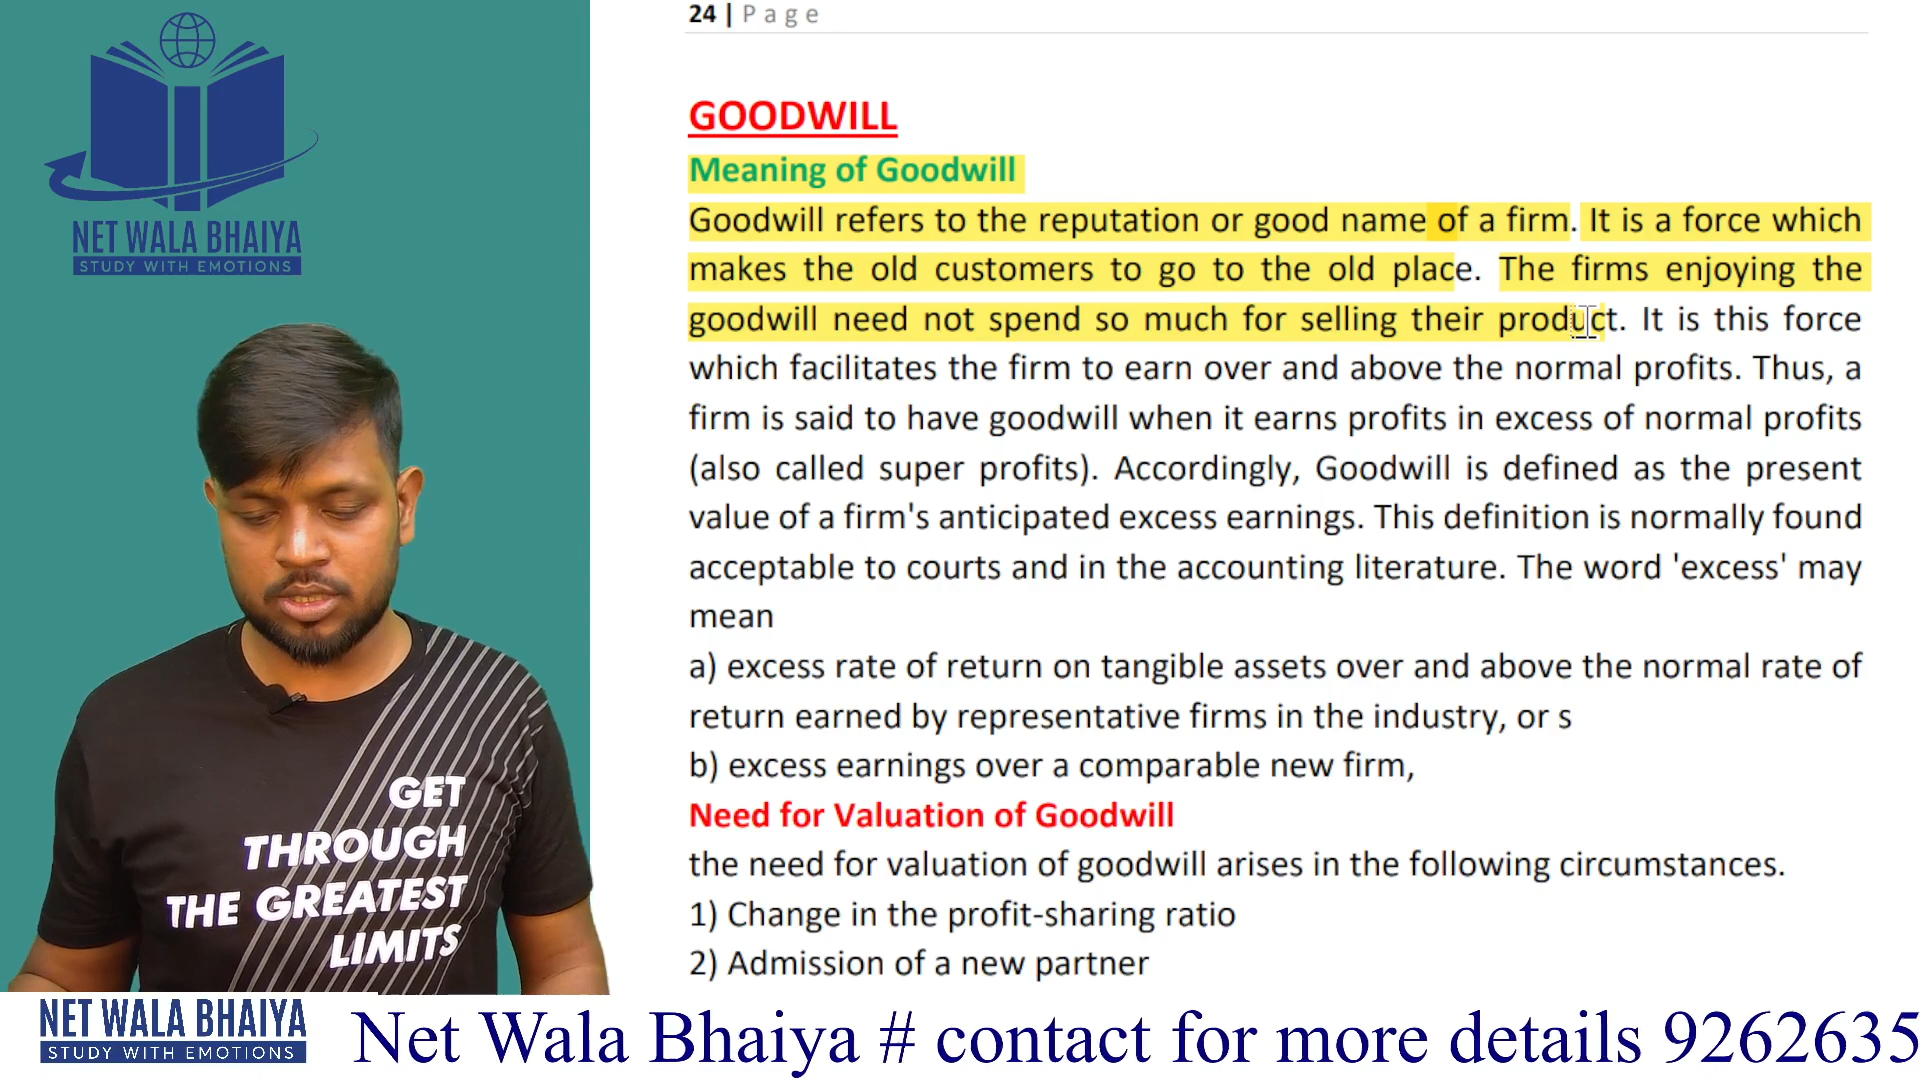 24 | Page
GOODWILL
Meaning of Goodwill
Goodwill refers to the reputation or good name of a firm. It is a force which
makes the old customers to go to the old place. The firms enjoying the
goodwill need not spend so much for selling their product. It is this force
which facilitates the firm to earn over and above the normal profits. Thus, a
firm is said to have goodwill when it earns profits in excess of normal profits
(also called super profits). Accordingly, Goodwill is defined as the present
value of a firm's anticipated excess earnings. This definition is normally found
acceptable to courts and in the accounting literature. The word 'excess' may
mean
a) excess rate of return on tangible assets over and above the normal rate of
return earned by representative firms in the industry, or s
b) excess earnings over a comparable new firm,
Need for Valuation of Goodwill
the need for valuation of goodwill arises in the following circumstances.
1) Change in the profit-sharing ratio
2) Admission of a new partner
NET WALA BHAIYA
STUDY WITH EMOTIONS
GET
THROUGH
THE GREATEST
LIMITS
NET WALA BHAIYA
STUDY WITH EMOTIONS
Net Wala Bhaiya # contact for more details 9262635